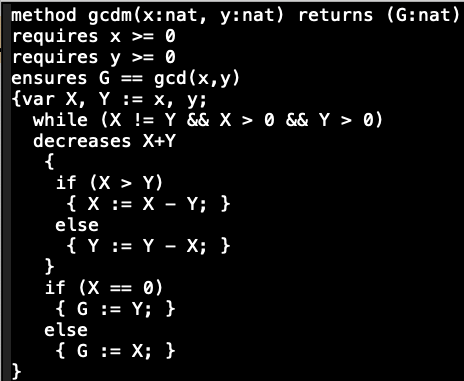 method gcdm(x:nat, y:nat) returns (G:nat)
requires x >= 0
requires y >= 0
ensures G == gcd(x,y)
{var X, Y := x, y;
while (X != Y && X > 0 && Y > 0)
decreases X+Y
{
if (X > Y)
{ X := X - Y; }
else
{ Y := Y - X; }
}
if (X == 0)
{ G := Y; }
else
{ G := X; }
}